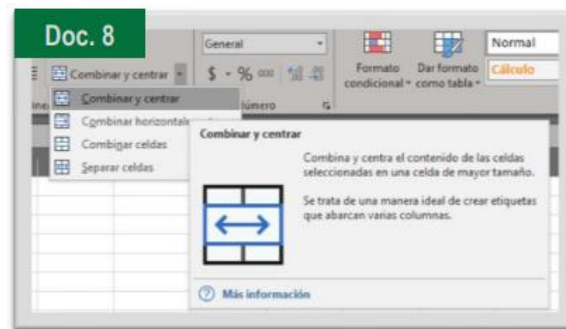 Doc. 8
General
Normal
Combinar y centrar
$ % 000
Formato condicional
Dar formato como tabla
Cálculo
Combinar y centrar
Combinar horizontal
Combinar celdas
Separar celdas
número
Combinar y centrar
Combina y centra el contenido de las celdas
seleccionadas en una celda de mayor tamaño.
Se trata de una manera ideal de crear etiquetas
que abarcan varias columnas.
Más información